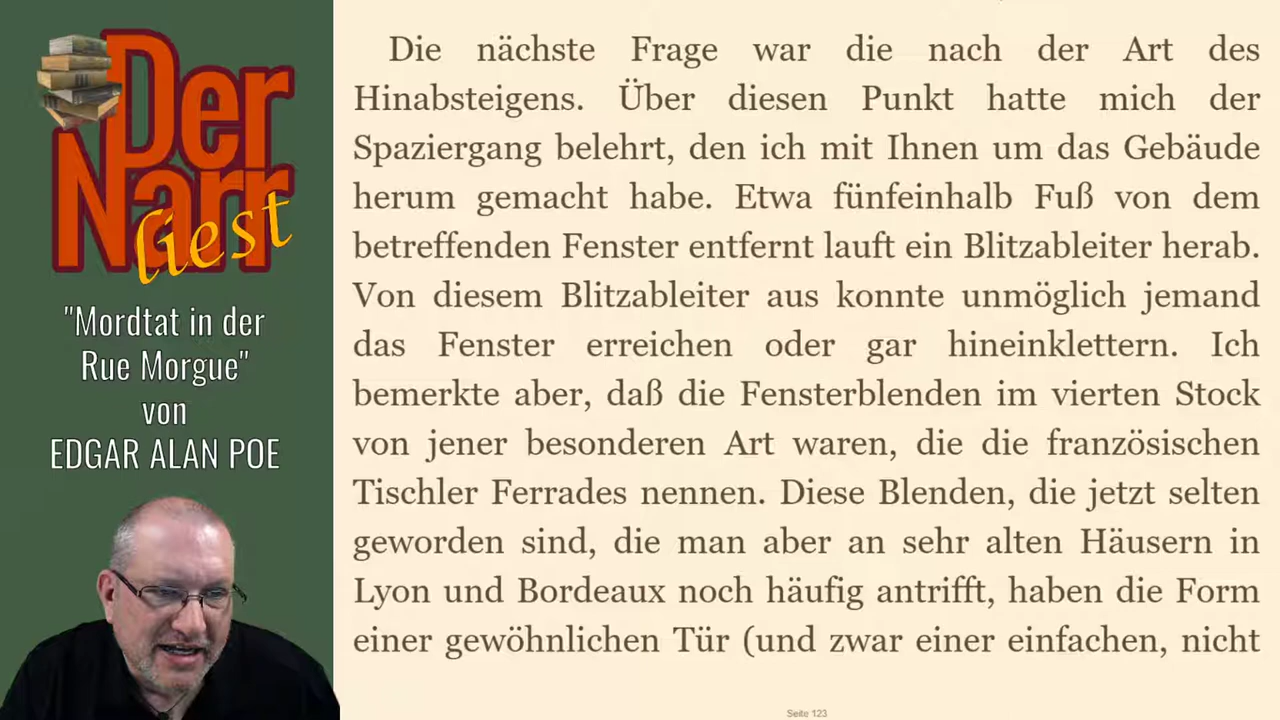 Der
Narr
liest
"Mordtat in der
Rue Morgue"
von
EDGAR ALAN POE
Die nächste Frage war die nach der Art des
Hinabsteigens. Über diesen Punkt hatte mich der
Spaziergang belehrt, den ich mit Ihnen um das Gebäude
herum gemacht habe. Etwa fünfeinhalb Fuß von dem
betreffenden Fenster entfernt lauft ein Blitzableiter herab.
Von diesem Blitzableiter aus konnte unmöglich jemand
das Fenster erreichen oder gar hineinklettern. Ich
bemerkte aber, daß die Fensterblenden im vierten Stock
von jener besonderen Art waren, die die französischen
Tischler Ferrades nennen. Diese Blenden, die jetzt selten
geworden sind, die man aber an sehr alten Häusern in
Lyon und Bordeaux noch häufig antrifft, haben die Form
einer gewöhnlichen Tür (und zwar einer einfachen, nicht
Seite 123